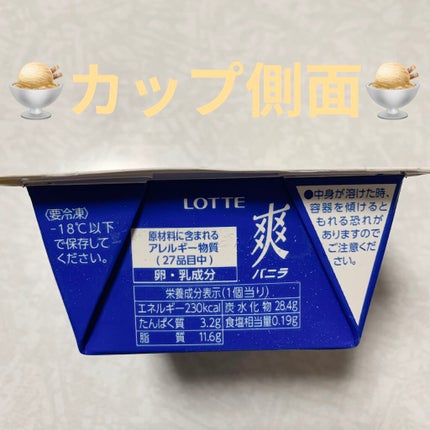 カップ側面
〈要冷凍〉
-18℃以下
で保存して
ください。
LOTTE
原材料に含まれる
アレルギー物質
(27品目中)
卵・乳成分
爽
バニラ
栄養成分表示(1個当り)
エネルギー230kcal 炭水化物28.4g
たんぱく質 3.2g 食塩相当量0.19g
脂質 11.6g
●中身が溶けた時、
容器を傾けると
もれる恐れが
ありますので
ご注意くだ
さい。